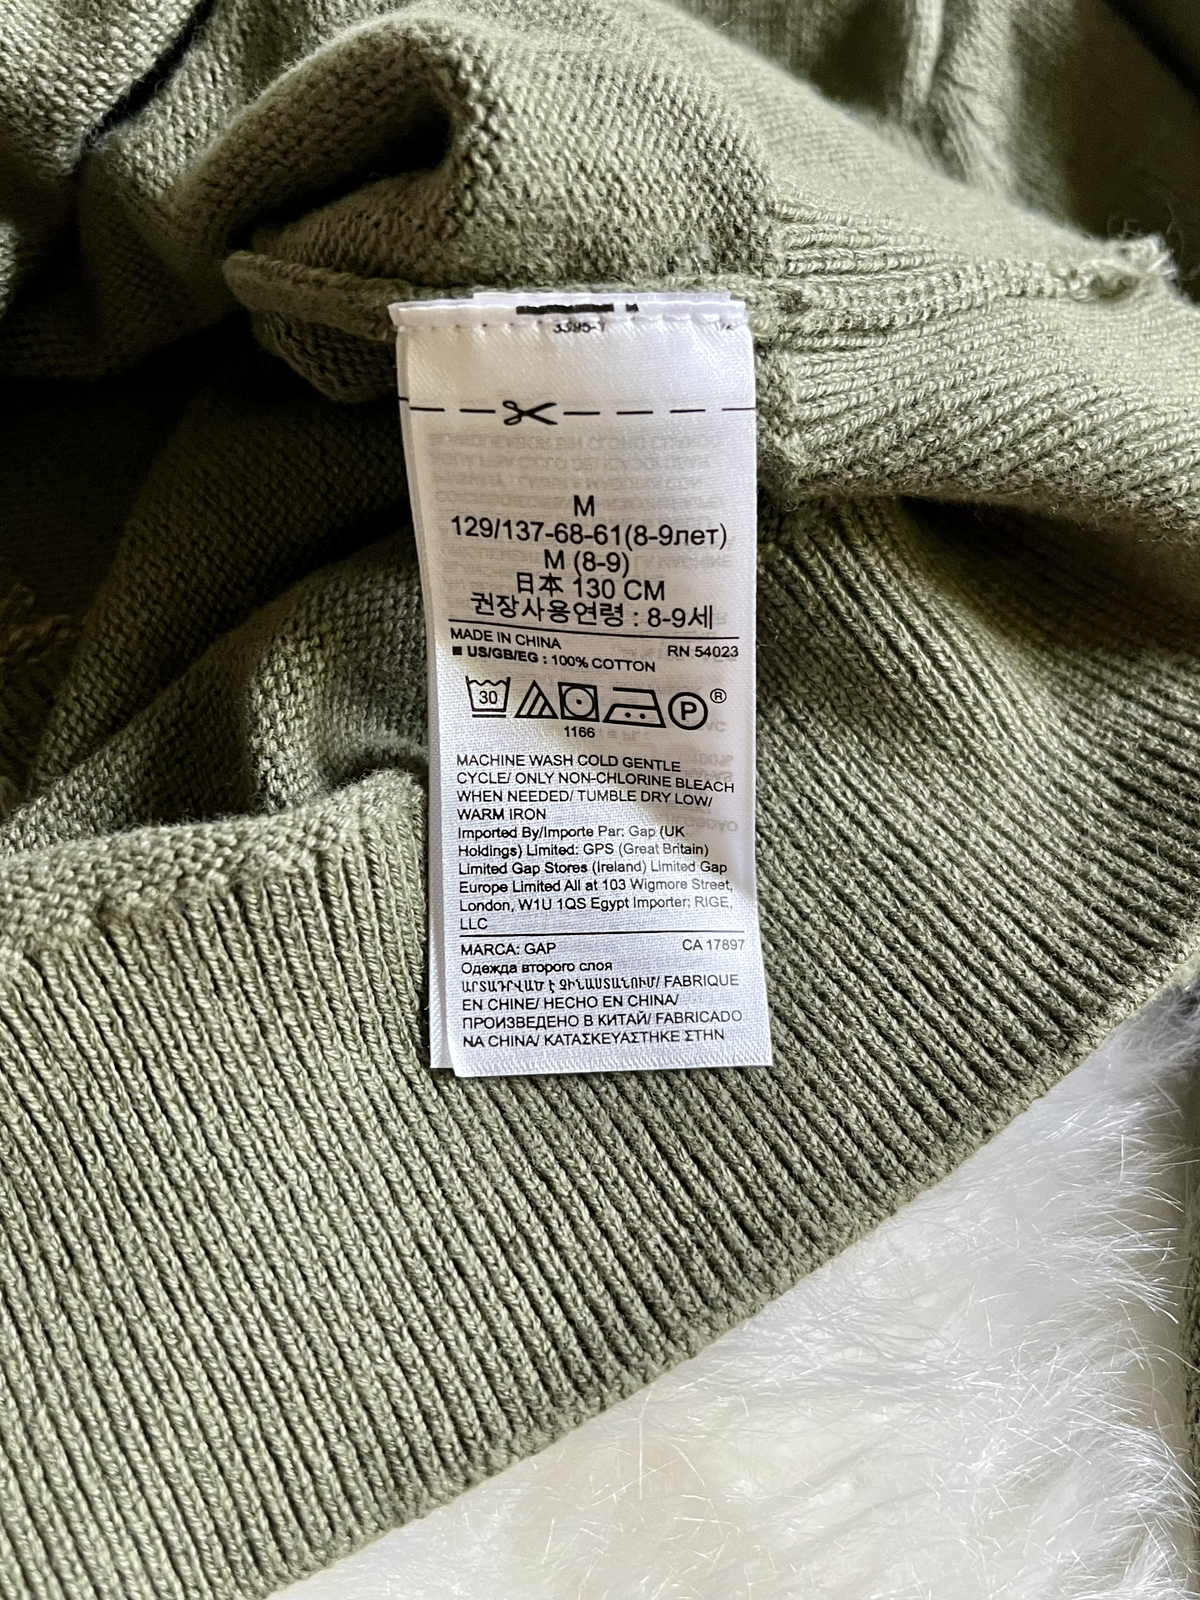 M
129/137-68-61(8-9лет)
M (8-9)
日本 130 CM
권장사용연령 : 8-9세
MADE IN CHINA RN 54023
■ US/GB/EG : 100% COTTON
30 P ®
1166
MACHINE WASH COLD GENTLE
CYCLE/ ONLY NON-CHLORINE BLEACH
WHEN NEEDED/ TUMBLE DRY LOW/
WARM IRON
Imported By/Importe Par: Gap (UK
Holdings) Limited: GPS (Great Britain)
Limited Gap Stores (Ireland) Limited Gap
Europe Limited All at 103 Wigmore Street,
London, W1U 1QS Egypt Importer: RIGE,
LLC
MARCA: GAP CA 17897
Одежда второго слоя
ԱՐՏԱԴՐՎԱԾ Է ՉԻՆԱՍՏԱՆՈՒՄ/ FABRIQUE
EN CHINE/ HECHO EN CHINA/
ПРОИЗВЕДЕНО В КИТАЙ/ FABRICADO
NA CHINA/ ΚΑΤΑΣΚΕΥΑΣΤΗΚΕ ΣΤΗΝ